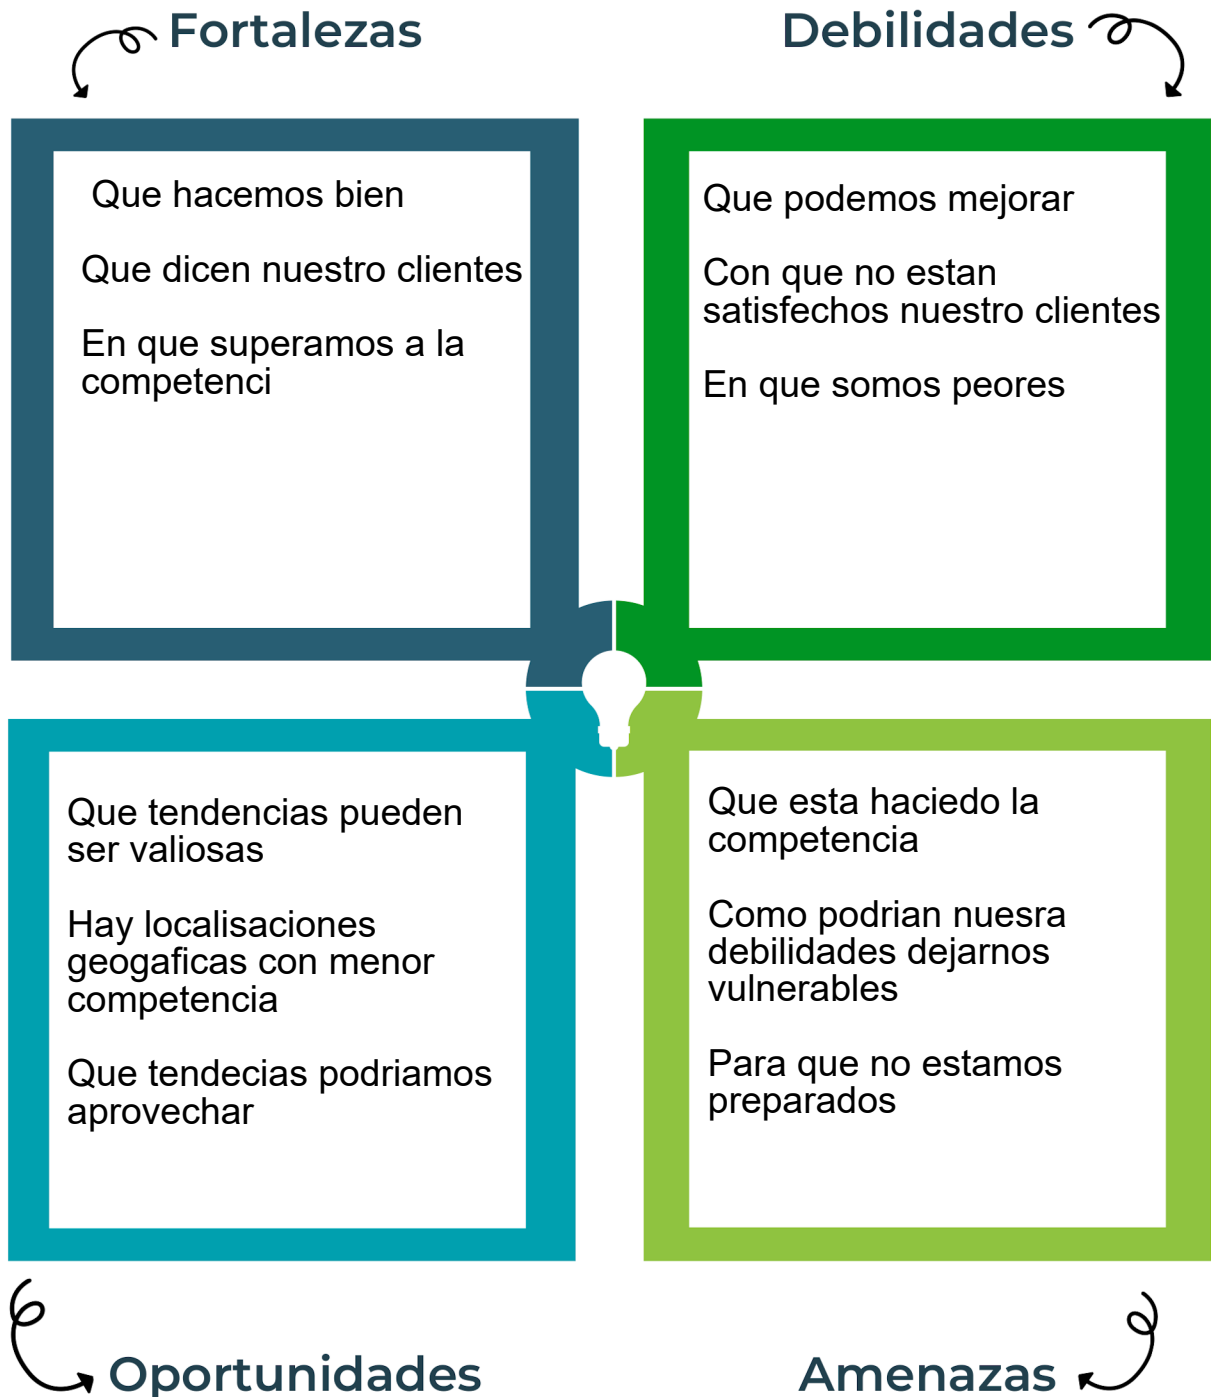 Fortalezas
Que hacemos bien
Que dicen nuestro clientes
En que superamos a la
competenci
Debilidades
Que podemos mejorar
Con que no estan
satisfechos nuestro clientes
En que somos peores
Que tendencias pueden
ser valiosas
Hay localisaciones
geogaficas con menor
competencia
Que tendecias podriamos
aprovechar
Oportunidades
Que esta haciedo la
competencia
Como podrian nuesra
debilidades dejarnos
vulnerables
Para que no estamos
preparados
Amenazas